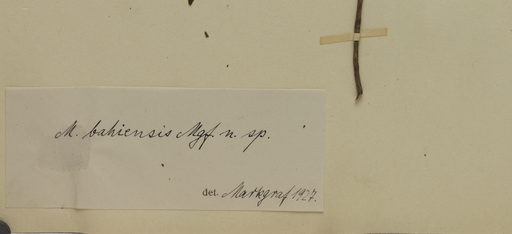 M. bahiensis Mgf. n. sp.
det. Markgraf 1927.